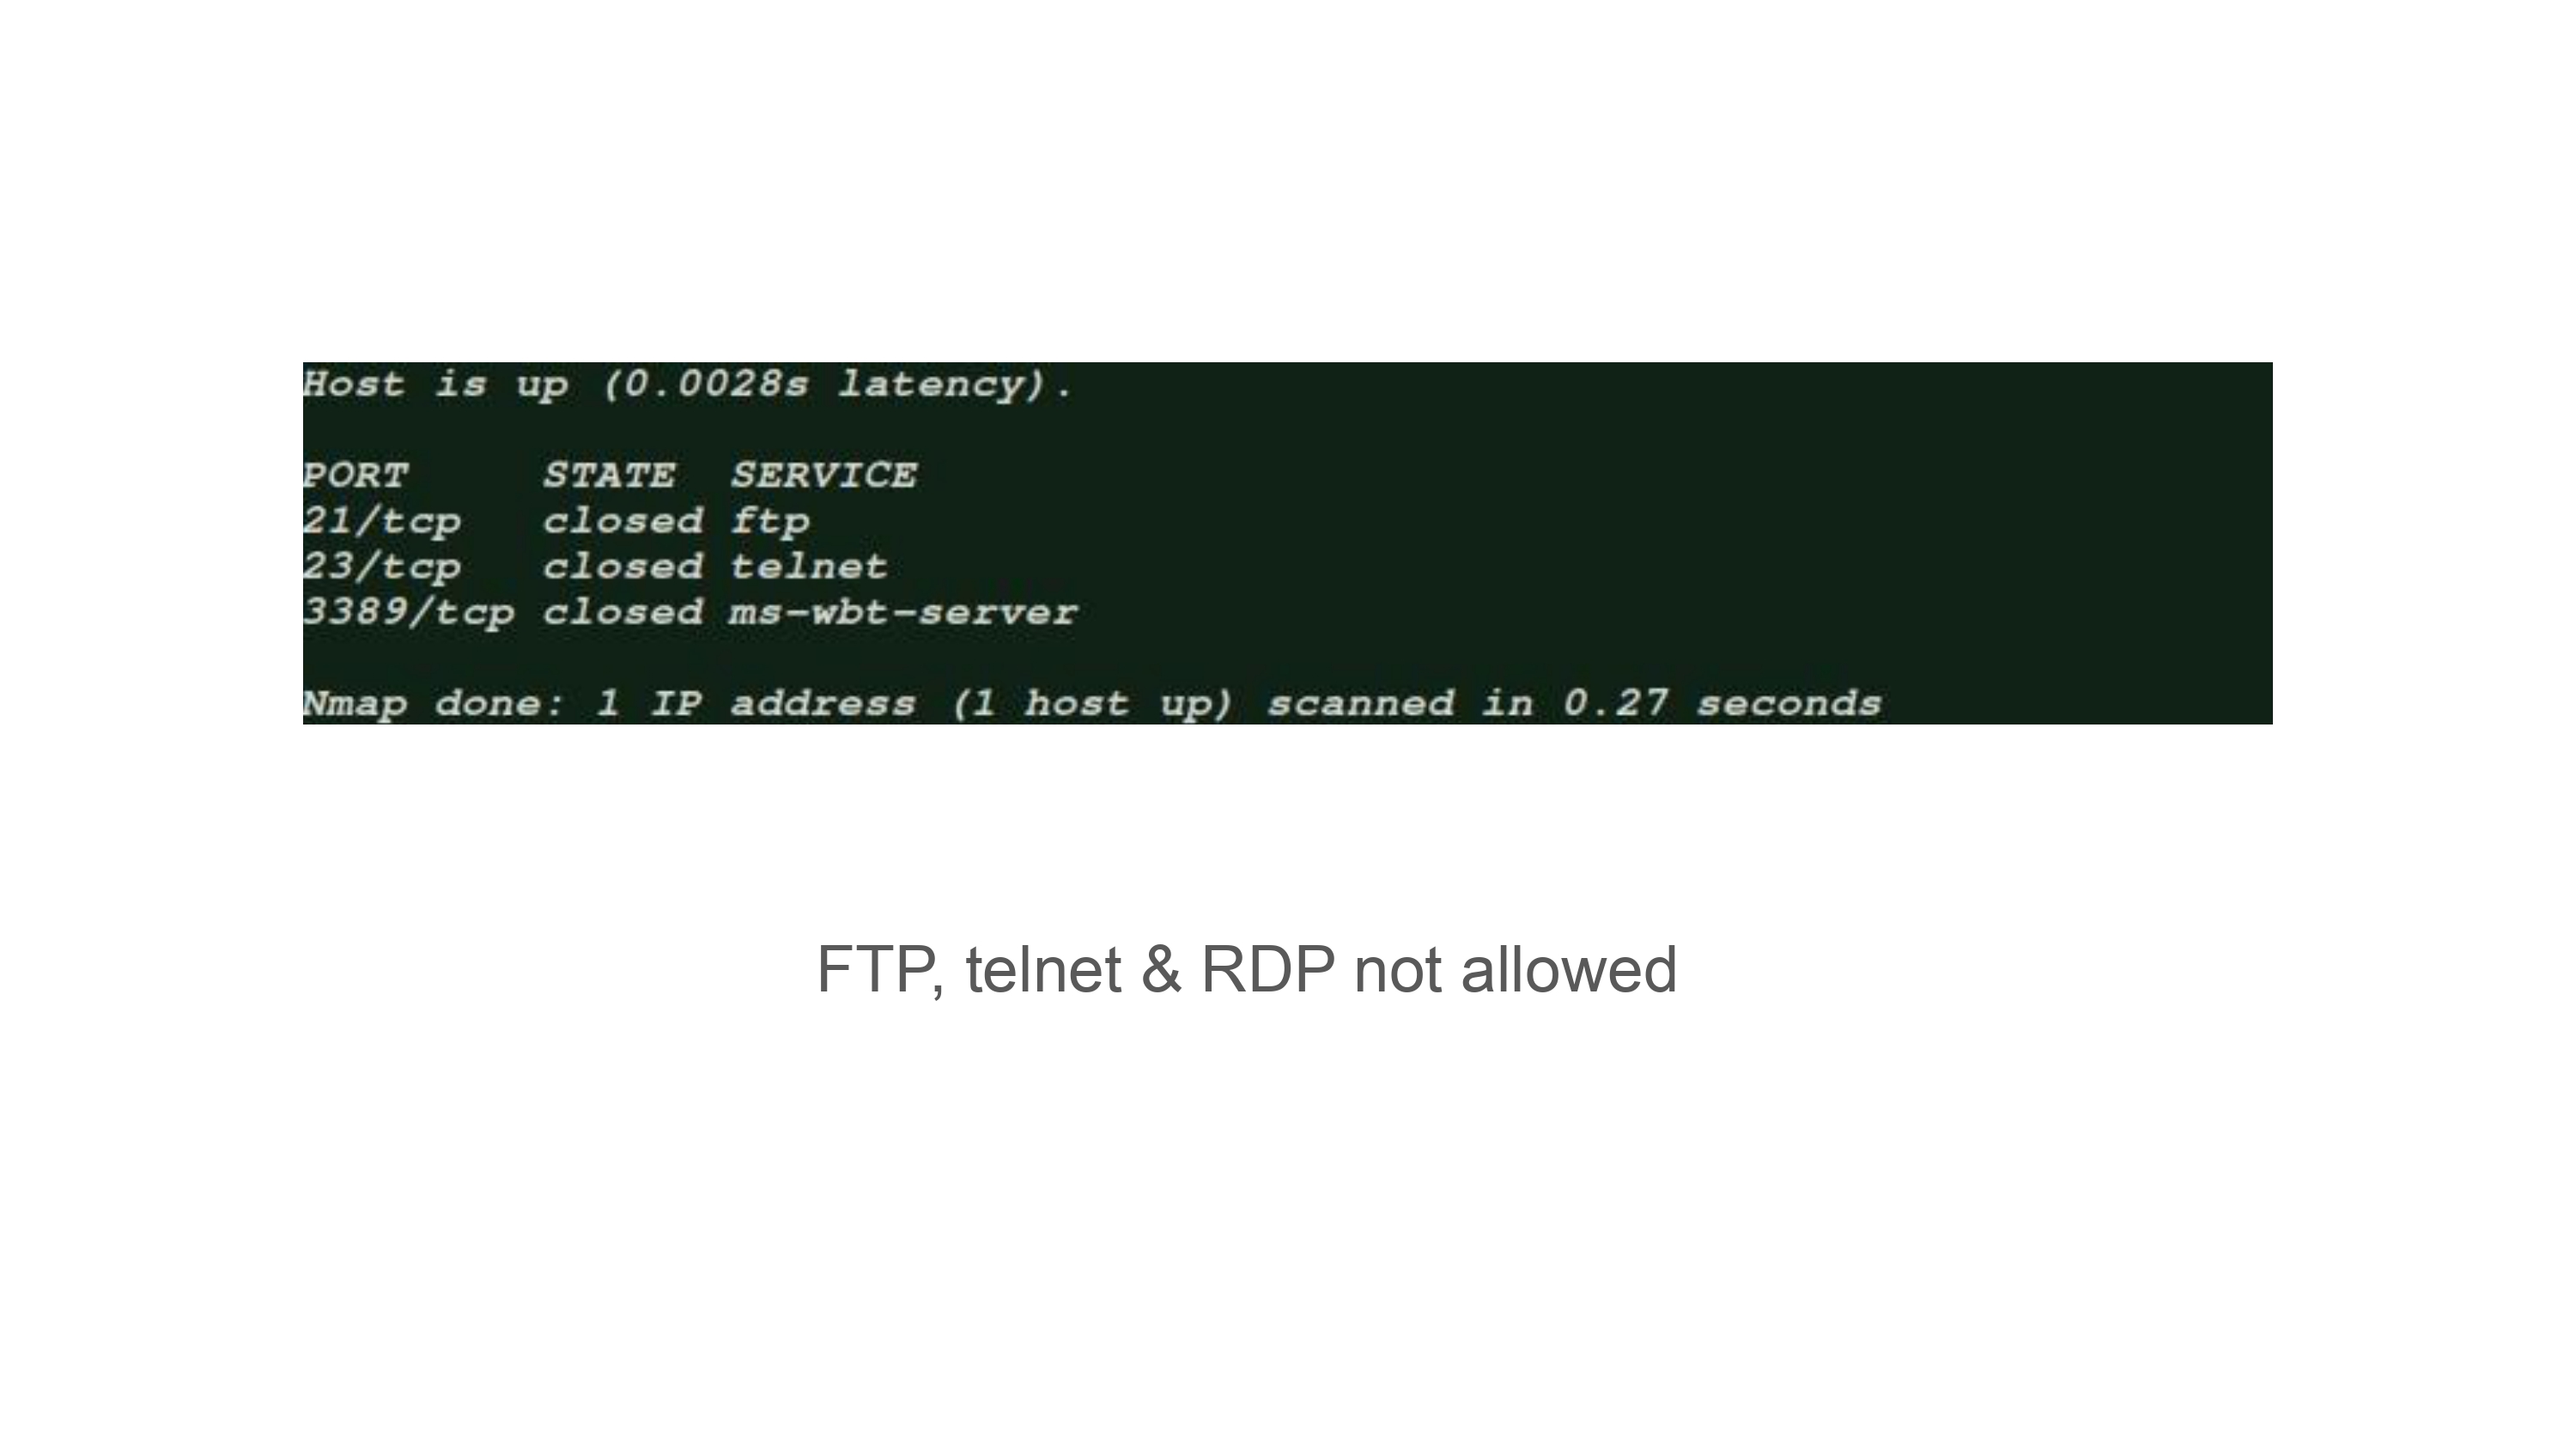 Host is up (0.0028s latency).
PORT STATE SERVICE
21/tcp closed ftp
23/tcp closed telnet
3389/tcp closed ms-wbt-server
Nmap done: 1 IP address (1 host up) scanned in 0.27 seconds
FTP, telnet & RDP not allowed